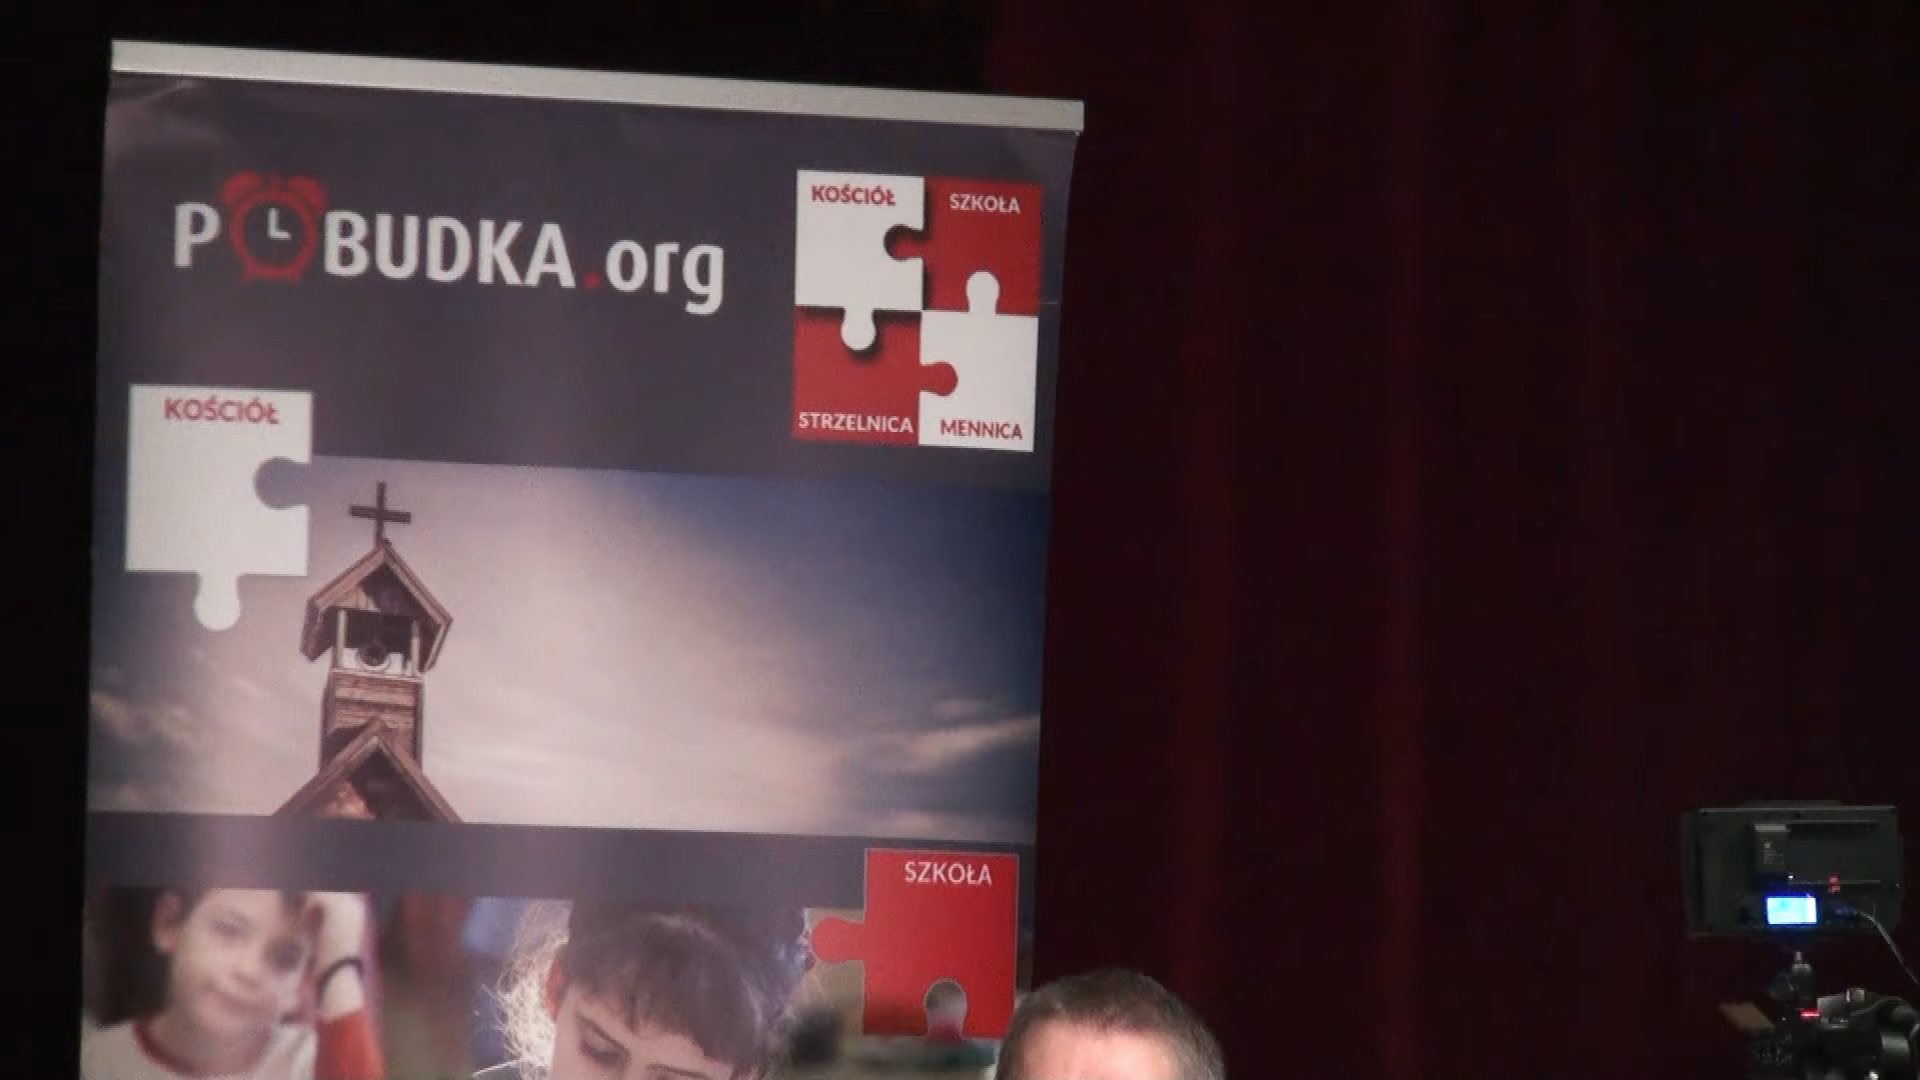 POBUDKA.org
KOŚCIÓŁ
SZKOŁA
STRZELNICA
MENNICA
KOŚCIÓŁ
SZKOŁA